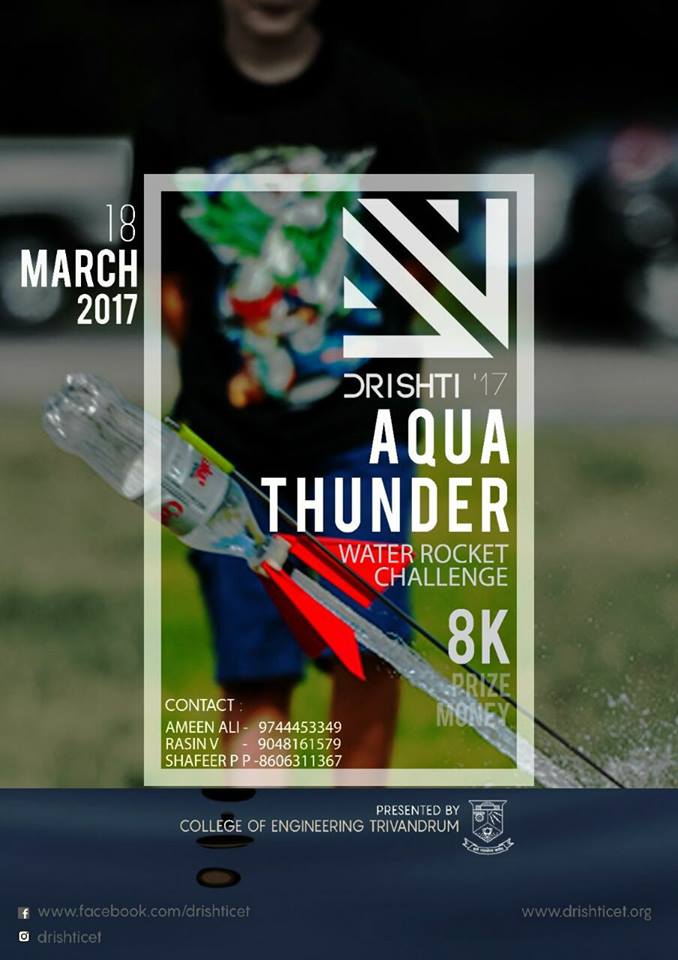 18
MARCH
2017
DRISHTI '17
AQUA
THUNDER
WATER ROCKET
CHALLENGE
8K
PRIZE
MONEY
CONTACT :
AMEEN ALI - 9744453349
RASIN V - 9048161579
SHAFEER P P -8606311367
PRESENTED BY
COLLEGE OF ENGINEERING TRIVANDRUM
www.facebook.com/drishticet
www.drishticet.org
drishticet